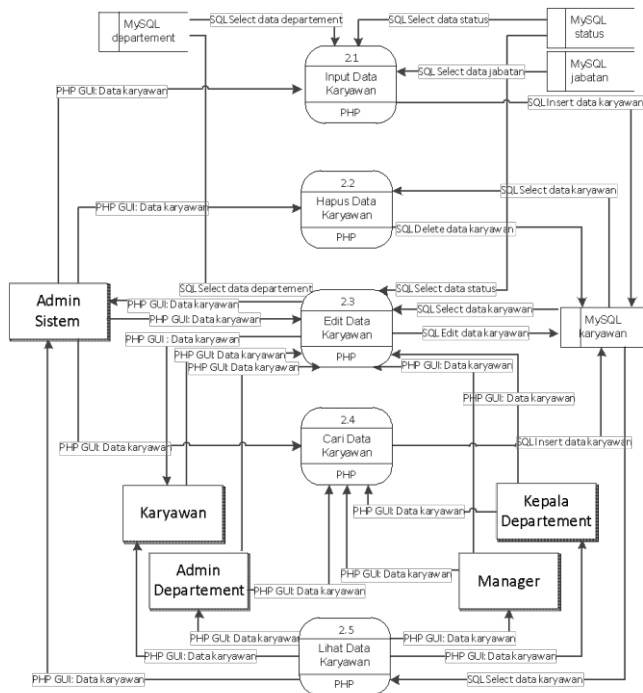 MySQL
departement
SQL Select data departement
SQL Select data status
MySQL
status
2.1
Input Data
Karyawan
PHP
SQL Select data jabatan
MySQL
jabatan
PHP GUI: Data karyawan
SQL Insert data karyawan
2.2
Hapus Data
Karyawan
PHP
SQL Select data karyawan
PHP GUI: Data karyawan
SQL Delete data karyawan
SQL Select data departement
SQL Select data status
Admin
Sistem
PHP GUI: Data karyawan
PHP GUI: Data karyawan
2.3
Edit Data
Karyawan
PHP
SQL Select data karyawan
SQL Edit data karyawan
MySQL
karyawan
PHP GUI : Data karyawan
PHP GUI: Data karyawan
PHP GUI: Data karyawan
PHP GUI: Data karyawan
PHP GUI: Data karyawan
PHP GUI: Data karyawan
2.4
Cari Data
Karyawan
PHP
PHP GUI: Data karyawan
SQL Insert data karyawan
Karyawan
Kepala
Departement
PHP GUI: Data karyawan
Admin
Departement
PHP GUI: Data karyawan
PHP GUI: Data karyawan
Manager
2.5
Lihat Data
Karyawan
PHP
PHP GUI: Data karyawan
PHP GUI: Data karyawan
PHP GUI: Data karyawan
PHP GUI: Data karyawan
PHP GUI: Data karyawan
SQL Select data karyawan